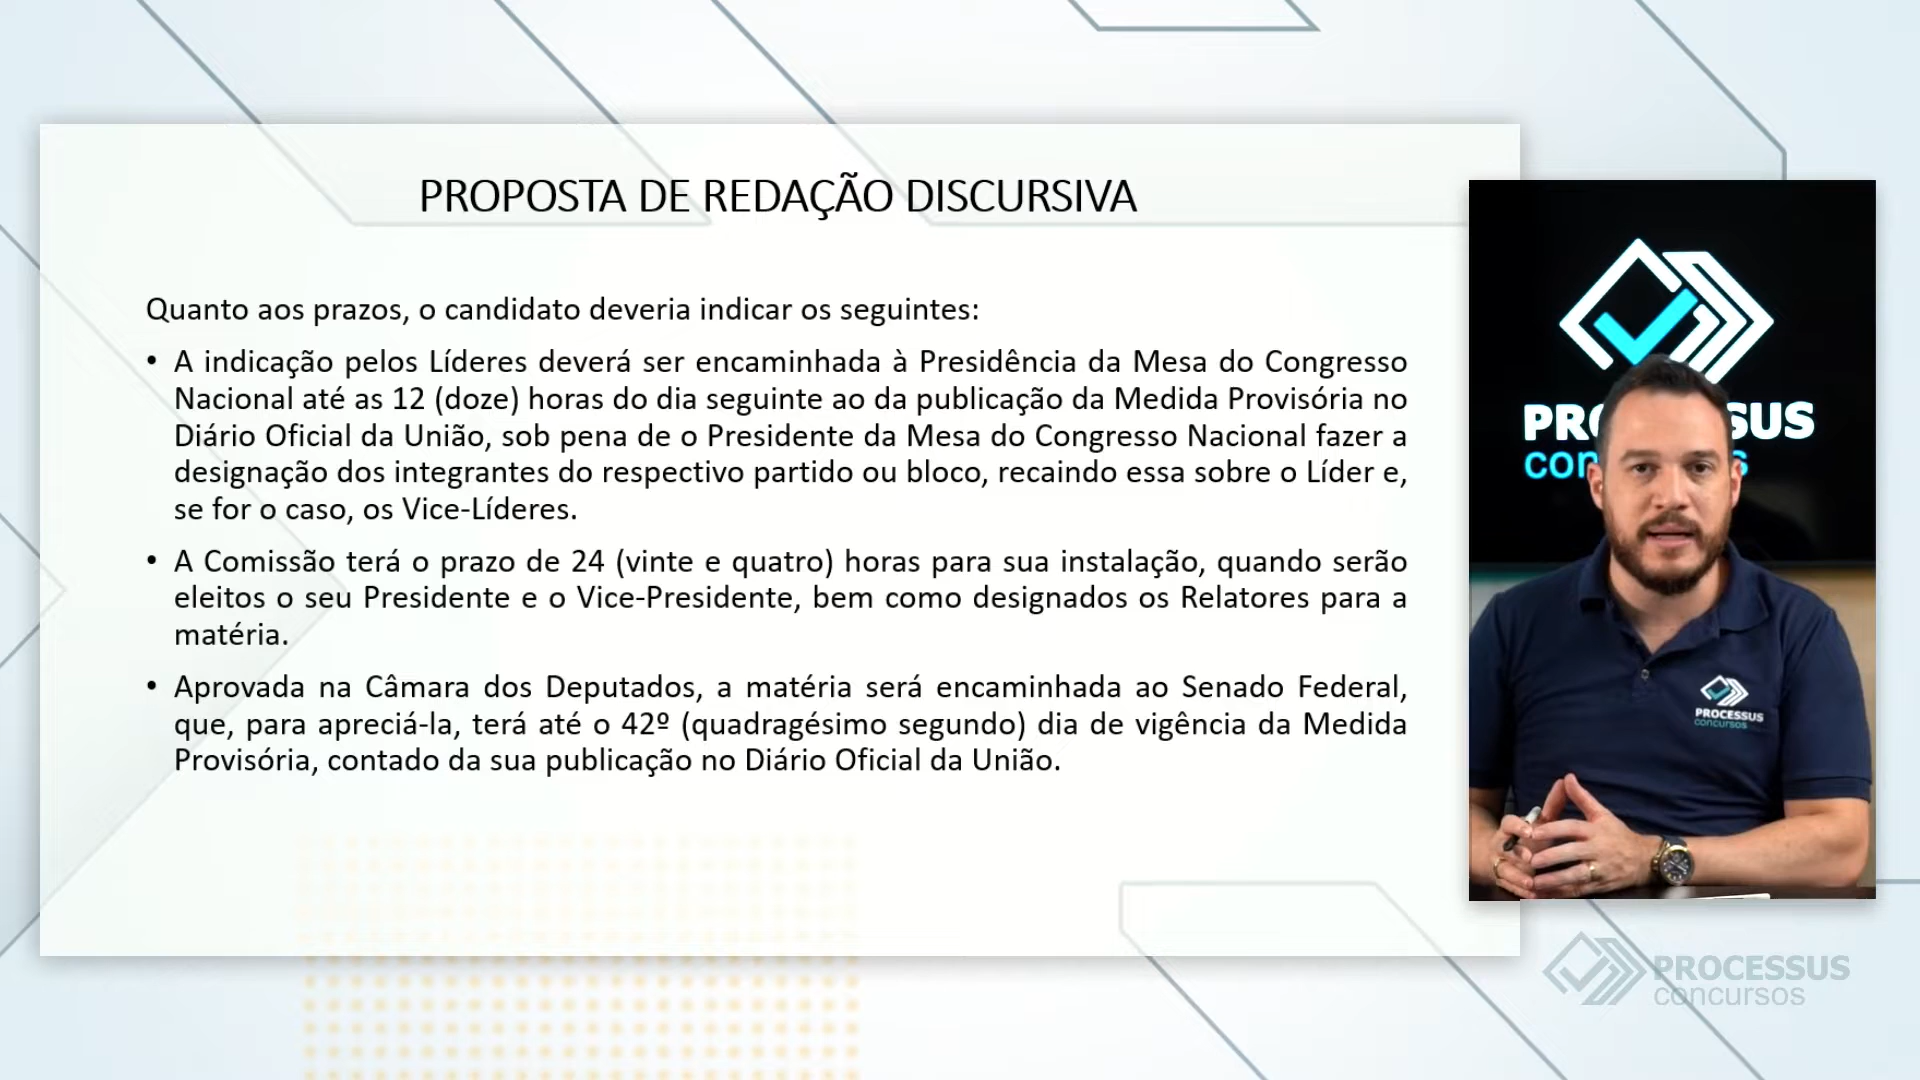 PROPOSTA DE REDAÇÃO DISCURSIVA
Quanto aos prazos, o candidato deveria indicar os seguintes:
• A indicação pelos Líderes deverá ser encaminhada à Presidência da Mesa do Congresso
Nacional até as 12 (doze) horas do dia seguinte ao da publicação da Medida Provisória no
Diário Oficial da União, sob pena de o Presidente da Mesa do Congresso Nacional fazer a
designação dos integrantes do respectivo partido ou bloco, recaindo essa sobre o Líder e,
se for o caso, os Vice-Líderes.
• A Comissão terá o prazo de 24 (vinte e quatro) horas para sua instalação, quando serão
eleitos o seu Presidente e o Vice-Presidente, bem como designados os Relatores para a
matéria.
• Aprovada na Câmara dos Deputados, a matéria será encaminhada ao Senado Federal,
que, para apreciá-la, terá até o 42º (quadragésimo segundo) dia de vigência da Medida
Provisória, contado da sua publicação no Diário Oficial da União.
PROCESSUS
concursos
PROCESSUS
concursos